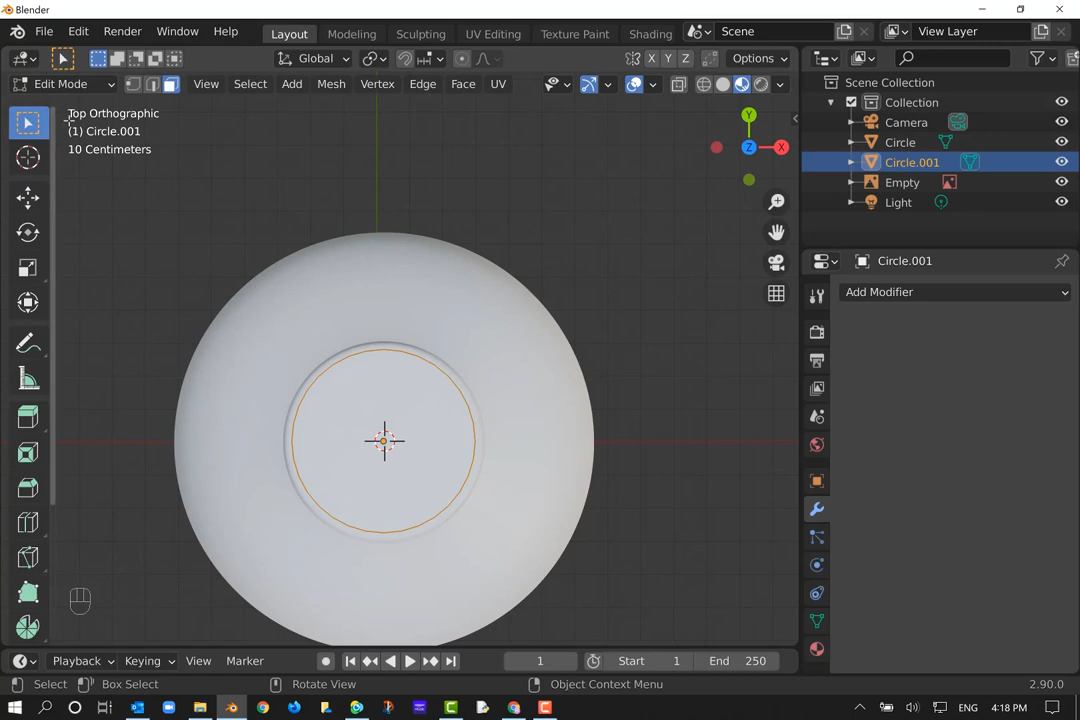 Blender
File Edit Render Window Help Layout Modeling Sculpting UV Editing Texture Paint Shading Scene View Layer
Global X Y Z Options
Edit Mode View Select Add Mesh Vertex Edge Face UV
Top Orthographic
(1) Circle.001
10 Centimeters
Y
Z X
Scene Collection
Collection
Camera
Circle
Circle.001
Empty
Light
Circle.001
Add Modifier
Playback Keying View Marker 1 Start 1 End 250
Select Box Select Rotate View Object Context Menu 2.90.0
ENG 4:18 PM